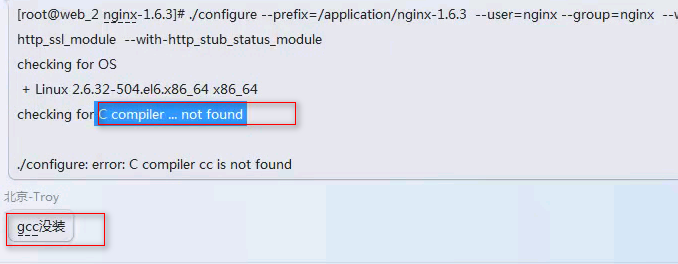 [root@web_2 nginx-1.6.3]# ./configure --prefix=/application/nginx-1.6.3 --user=nginx --group=nginx
http_ssl_module --with-http_stub_status_module
checking for OS
+ Linux 2.6.32-504.el6.x86_64 x86_64
checking for C compiler ... not found
./configure: error: C compiler cc is not found
北京-Troy
gcc没装